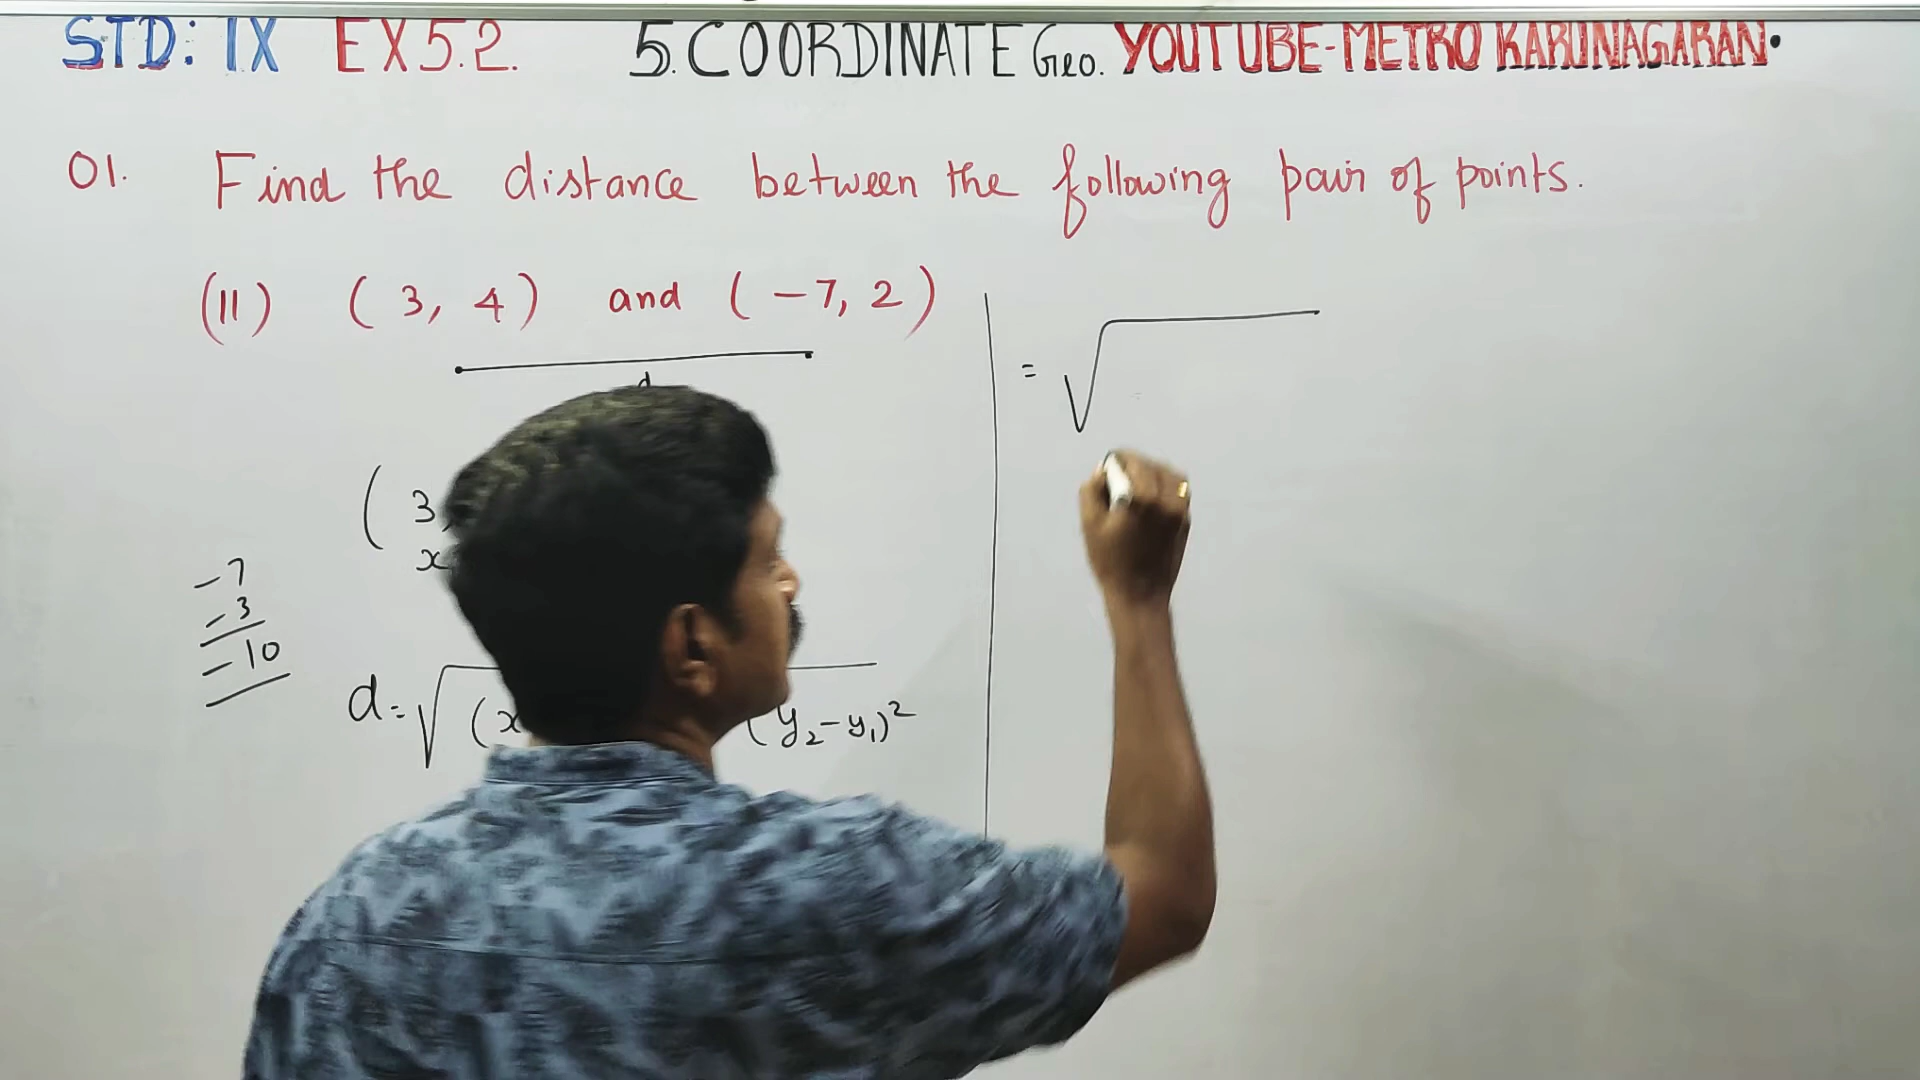 STD: IX EX 5.2. 5. COORDINATE Geo. YOUTUBE-METRO KARUNAGARAN.
01. Find the distance between the following pair of points.
(II) (3, 4) and (-7, 2)
d
= √
(3,
x
-7
-3
-10
d = √(x (y₂-y₁)²